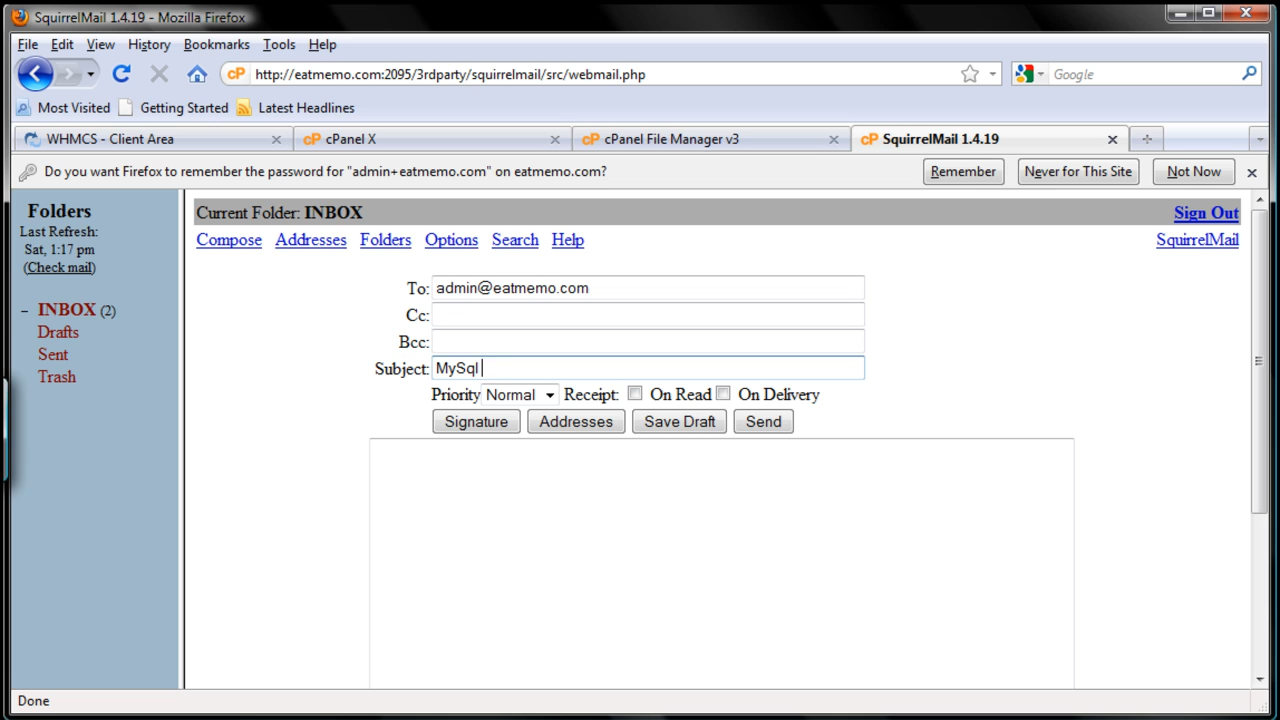 SquirrelMail 1.4.19 - Mozilla Firefox
File Edit View History Bookmarks Tools Help
cP http://eatmemo.com:2095/3rdparty/squirrelmail/src/webmail.php Google
Most Visited Getting Started Latest Headlines
WHMCS - Client Area cP cPanel X cP cPanel File Manager v3 cP SquirrelMail 1.4.19
Do you want Firefox to remember the password for "admin+eatmemo.com" on eatmemo.com? Remember Never for This Site Not Now
Folders
Last Refresh:
Sat, 1:17 pm
(Check mail)
– INBOX (2)
Drafts
Sent
Trash
Current Folder: INBOX Sign Out
Compose Addresses Folders Options Search Help SquirrelMail
To: admin@eatmemo.com
Cc:
Bcc:
Subject: MySql
Priority Normal Receipt: On Read On Delivery
Signature Addresses Save Draft Send
Done